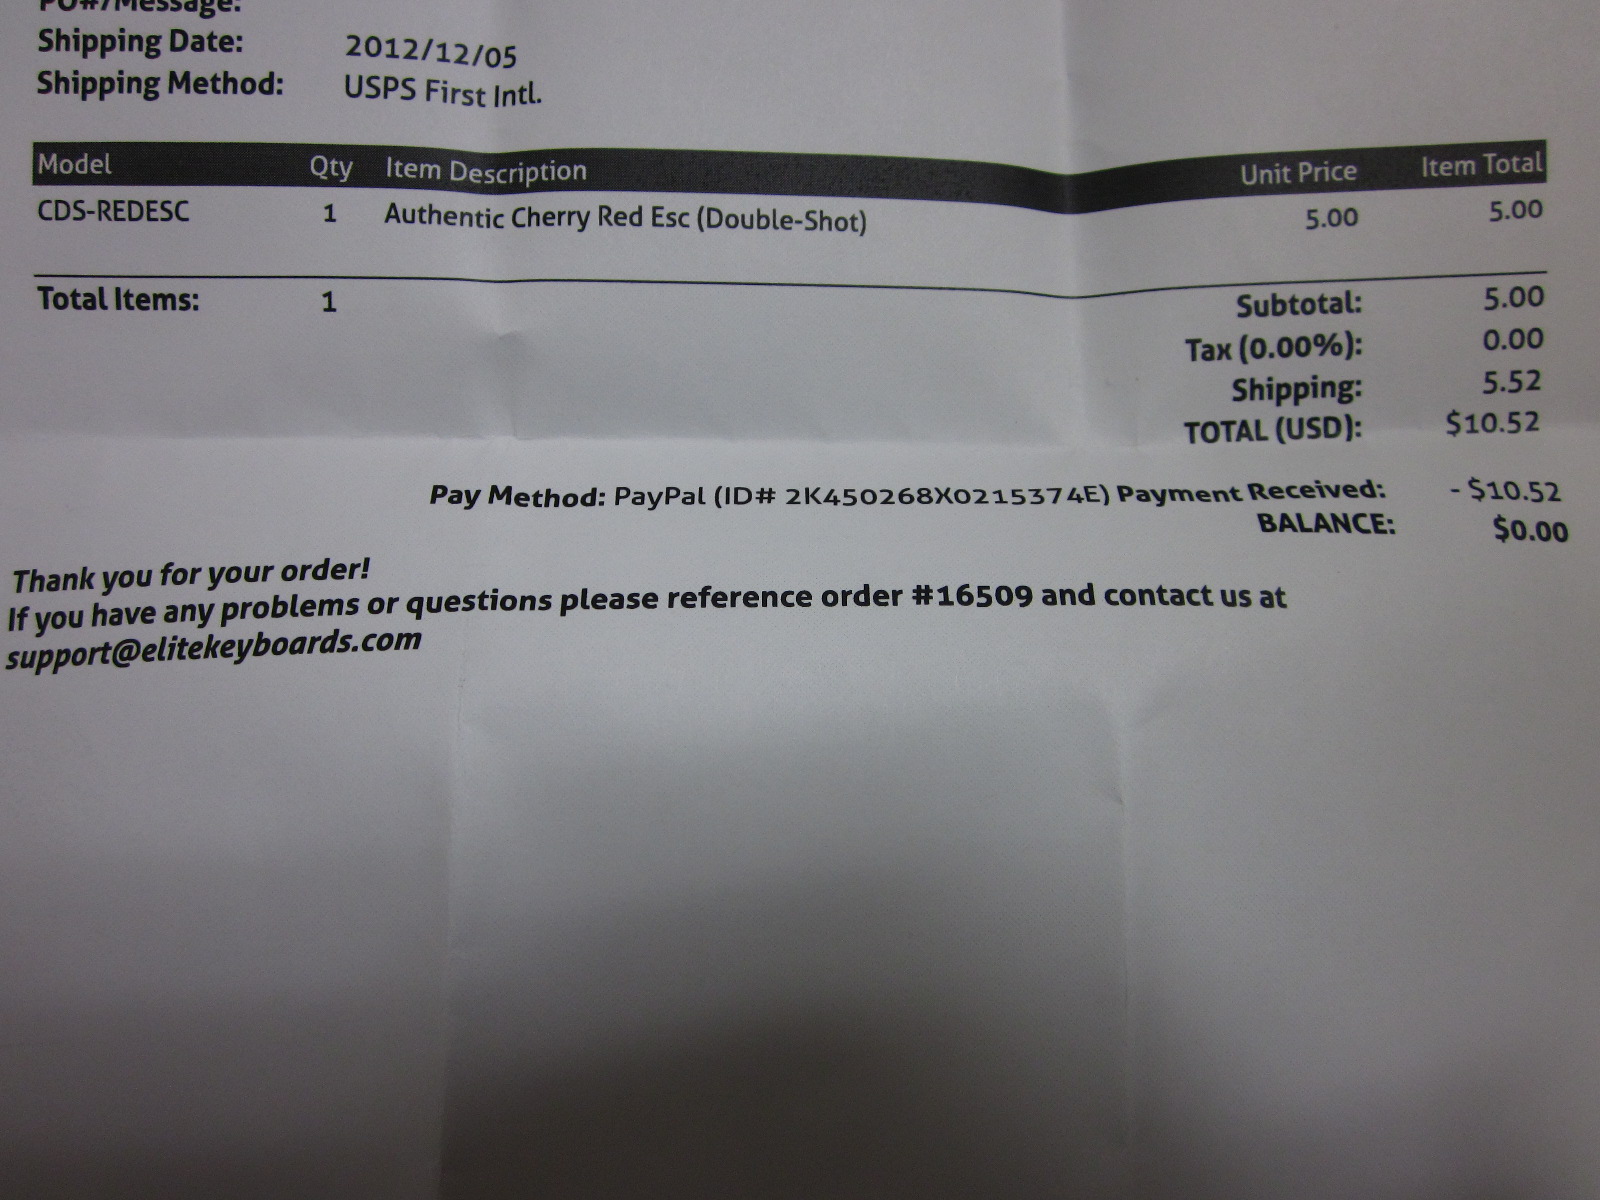 PO#/Message:
Shipping Date: 2012/12/05
Shipping Method: USPS First Intl.
Model Qty Item Description Unit Price Item Total
CDS-REDESC 1 Authentic Cherry Red Esc (Double-Shot) 5.00 5.00
Total Items: 1 Subtotal: 5.00
Tax (0.00%): 0.00
Shipping: 5.52
TOTAL (USD): $10.52
Pay Method: PayPal (ID# 2K450268X0215374E) Payment Received: - $10.52
BALANCE: $0.00
Thank you for your order!
If you have any problems or questions please reference order #16509 and contact us at
support@elitekeyboards.com